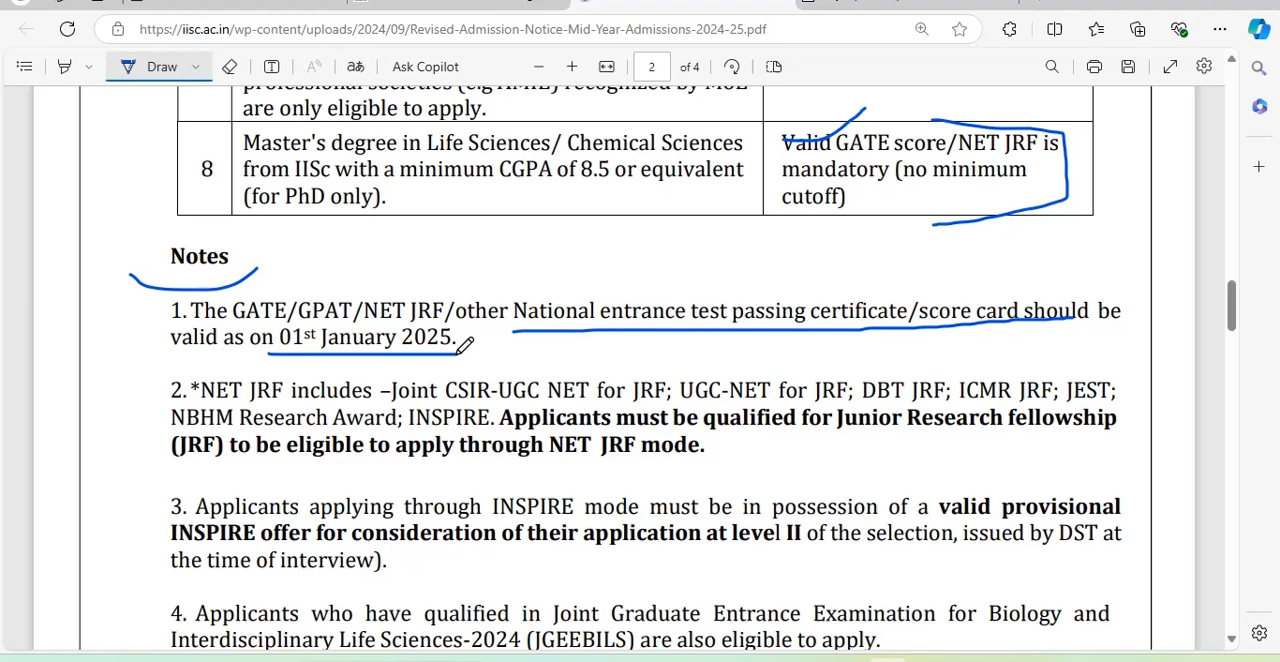 https://iisc.ac.in/wp-content/uploads/2024/09/Revised-Admission-Notice-Mid-Year-Admissions-2024-25.pdf
Draw
Ask Copilot
2 of 4
are only eligible to apply.
8
Master's degree in Life Sciences/ Chemical Sciences
from IISc with a minimum CGPA of 8.5 or equivalent
(for PhD only).
Valid GATE score/NET JRF is
mandatory (no minimum
cutoff)
Notes
1. The GATE/GPAT/NET JRF/other National entrance test passing certificate/score card should be
valid as on 01st January 2025.
2. *NET JRF includes –Joint CSIR-UGC NET for JRF; UGC-NET for JRF; DBT JRF; ICMR JRF; JEST;
NBHM Research Award; INSPIRE. Applicants must be qualified for Junior Research fellowship
(JRF) to be eligible to apply through NET JRF mode.
3. Applicants applying through INSPIRE mode must be in possession of a valid provisional
INSPIRE offer for consideration of their application at level II of the selection, issued by DST at
the time of interview).
4. Applicants who have qualified in Joint Graduate Entrance Examination for Biology and
Interdisciplinary Life Sciences-2024 (JGEEBILS) are also eligible to apply.